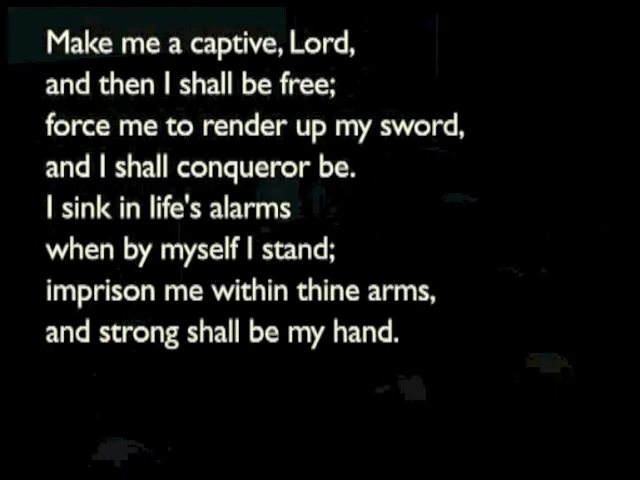 Make me a captive, Lord,
and then I shall be free;
force me to render up my sword,
and I shall conqueror be.
I sink in life's alarms
when by myself I stand;
imprison me within thine arms,
and strong shall be my hand.